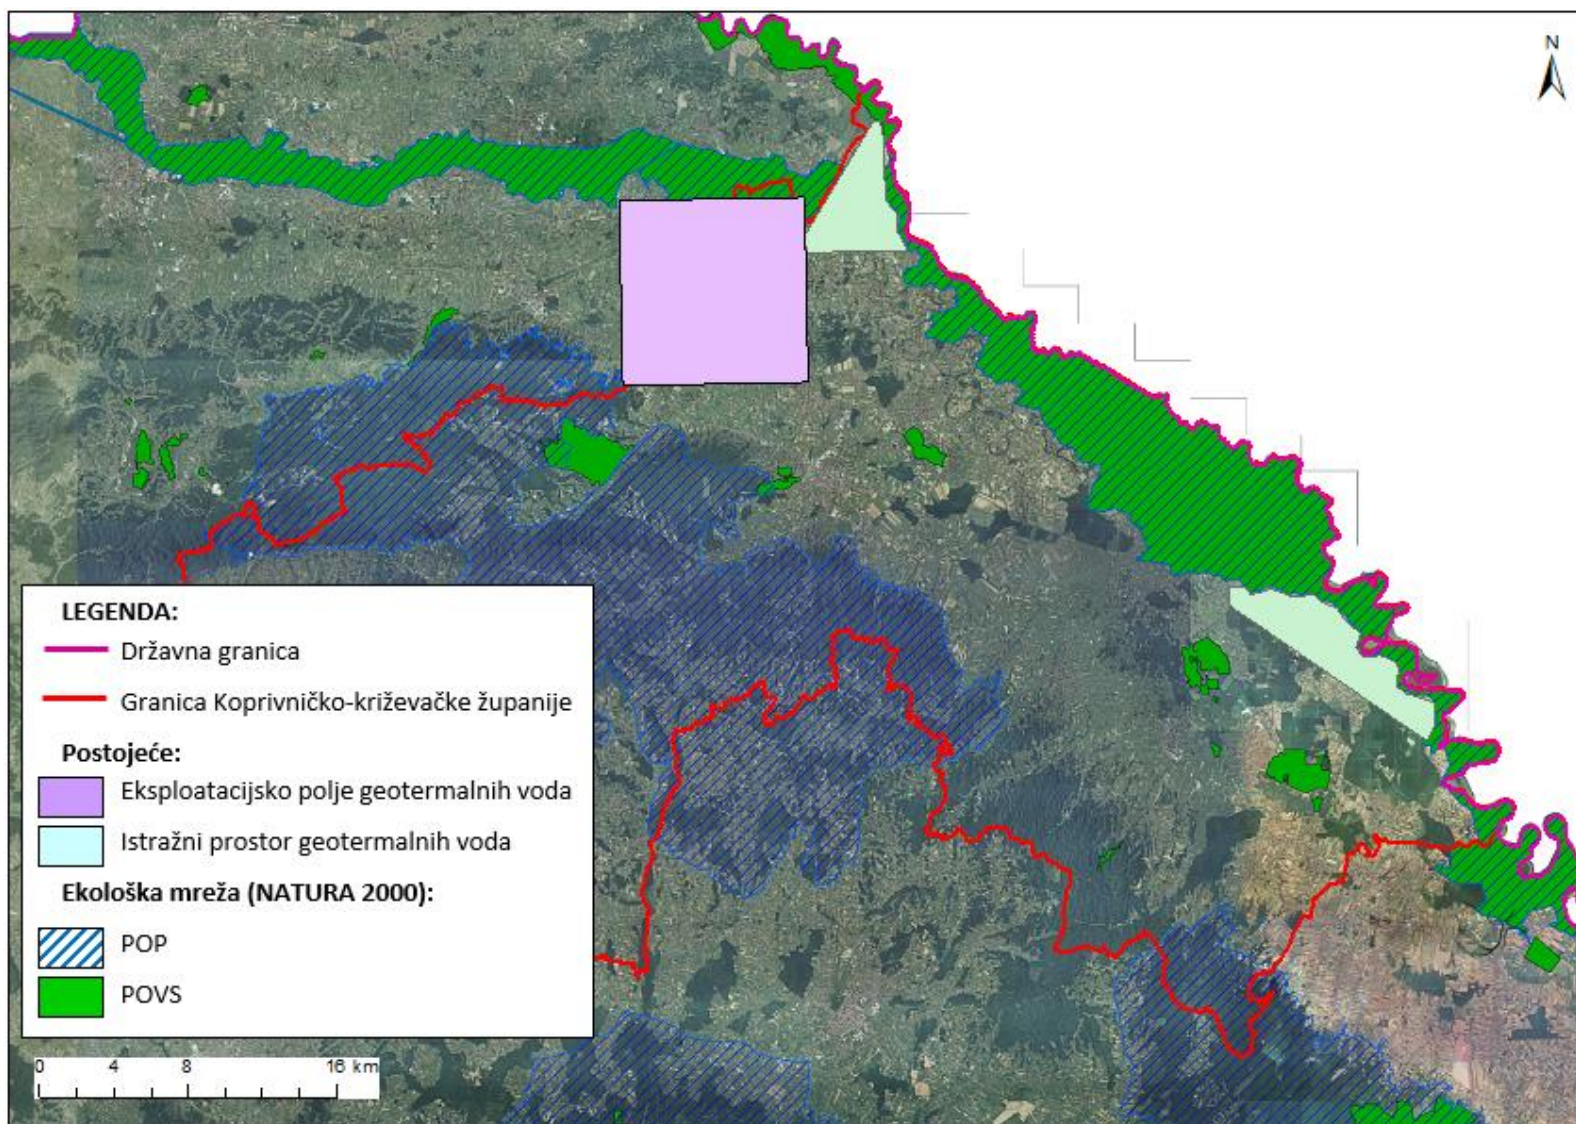 N
LEGENDA:
Državna granica
Granica Koprivničko-križevačke županije
Postojeće:
Eksploatacijsko polje geotermalnih voda
Istražni prostor geotermalnih voda
Ekološka mreža (NATURA 2000):
POP
POVS
0 4 8 16 km